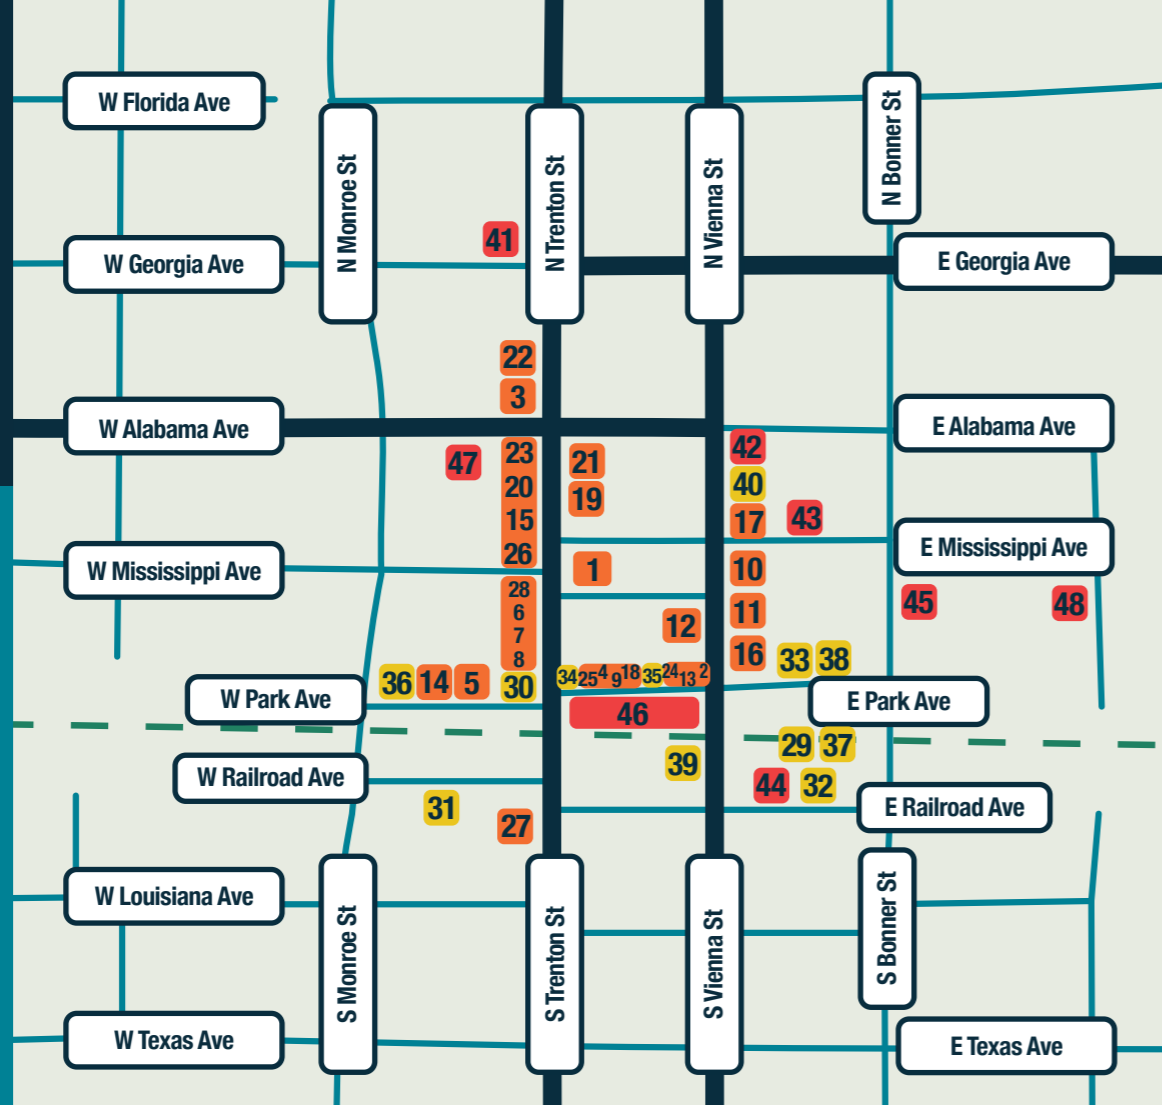 W Florida Ave
N Monroe St
N Trenton St
N Vienna St
N Bonner St
41
W Georgia Ave
E Georgia Ave
22
3
W Alabama Ave
E Alabama Ave
47
23
21
42
20
19
40
15
17
43
26
W Mississippi Ave
E Mississippi Ave
1
10
28
6
7
8
12
11
45
48
16
33
38
36
14
5
30
34
25
4
9
18
35
24
13
2
W Park Ave
E Park Ave
46
29
37
39
W Railroad Ave
44
32
31
27
E Railroad Ave
W Louisiana Ave
S Monroe St
S Trenton St
S Vienna St
S Bonner St
W Texas Ave
E Texas Ave